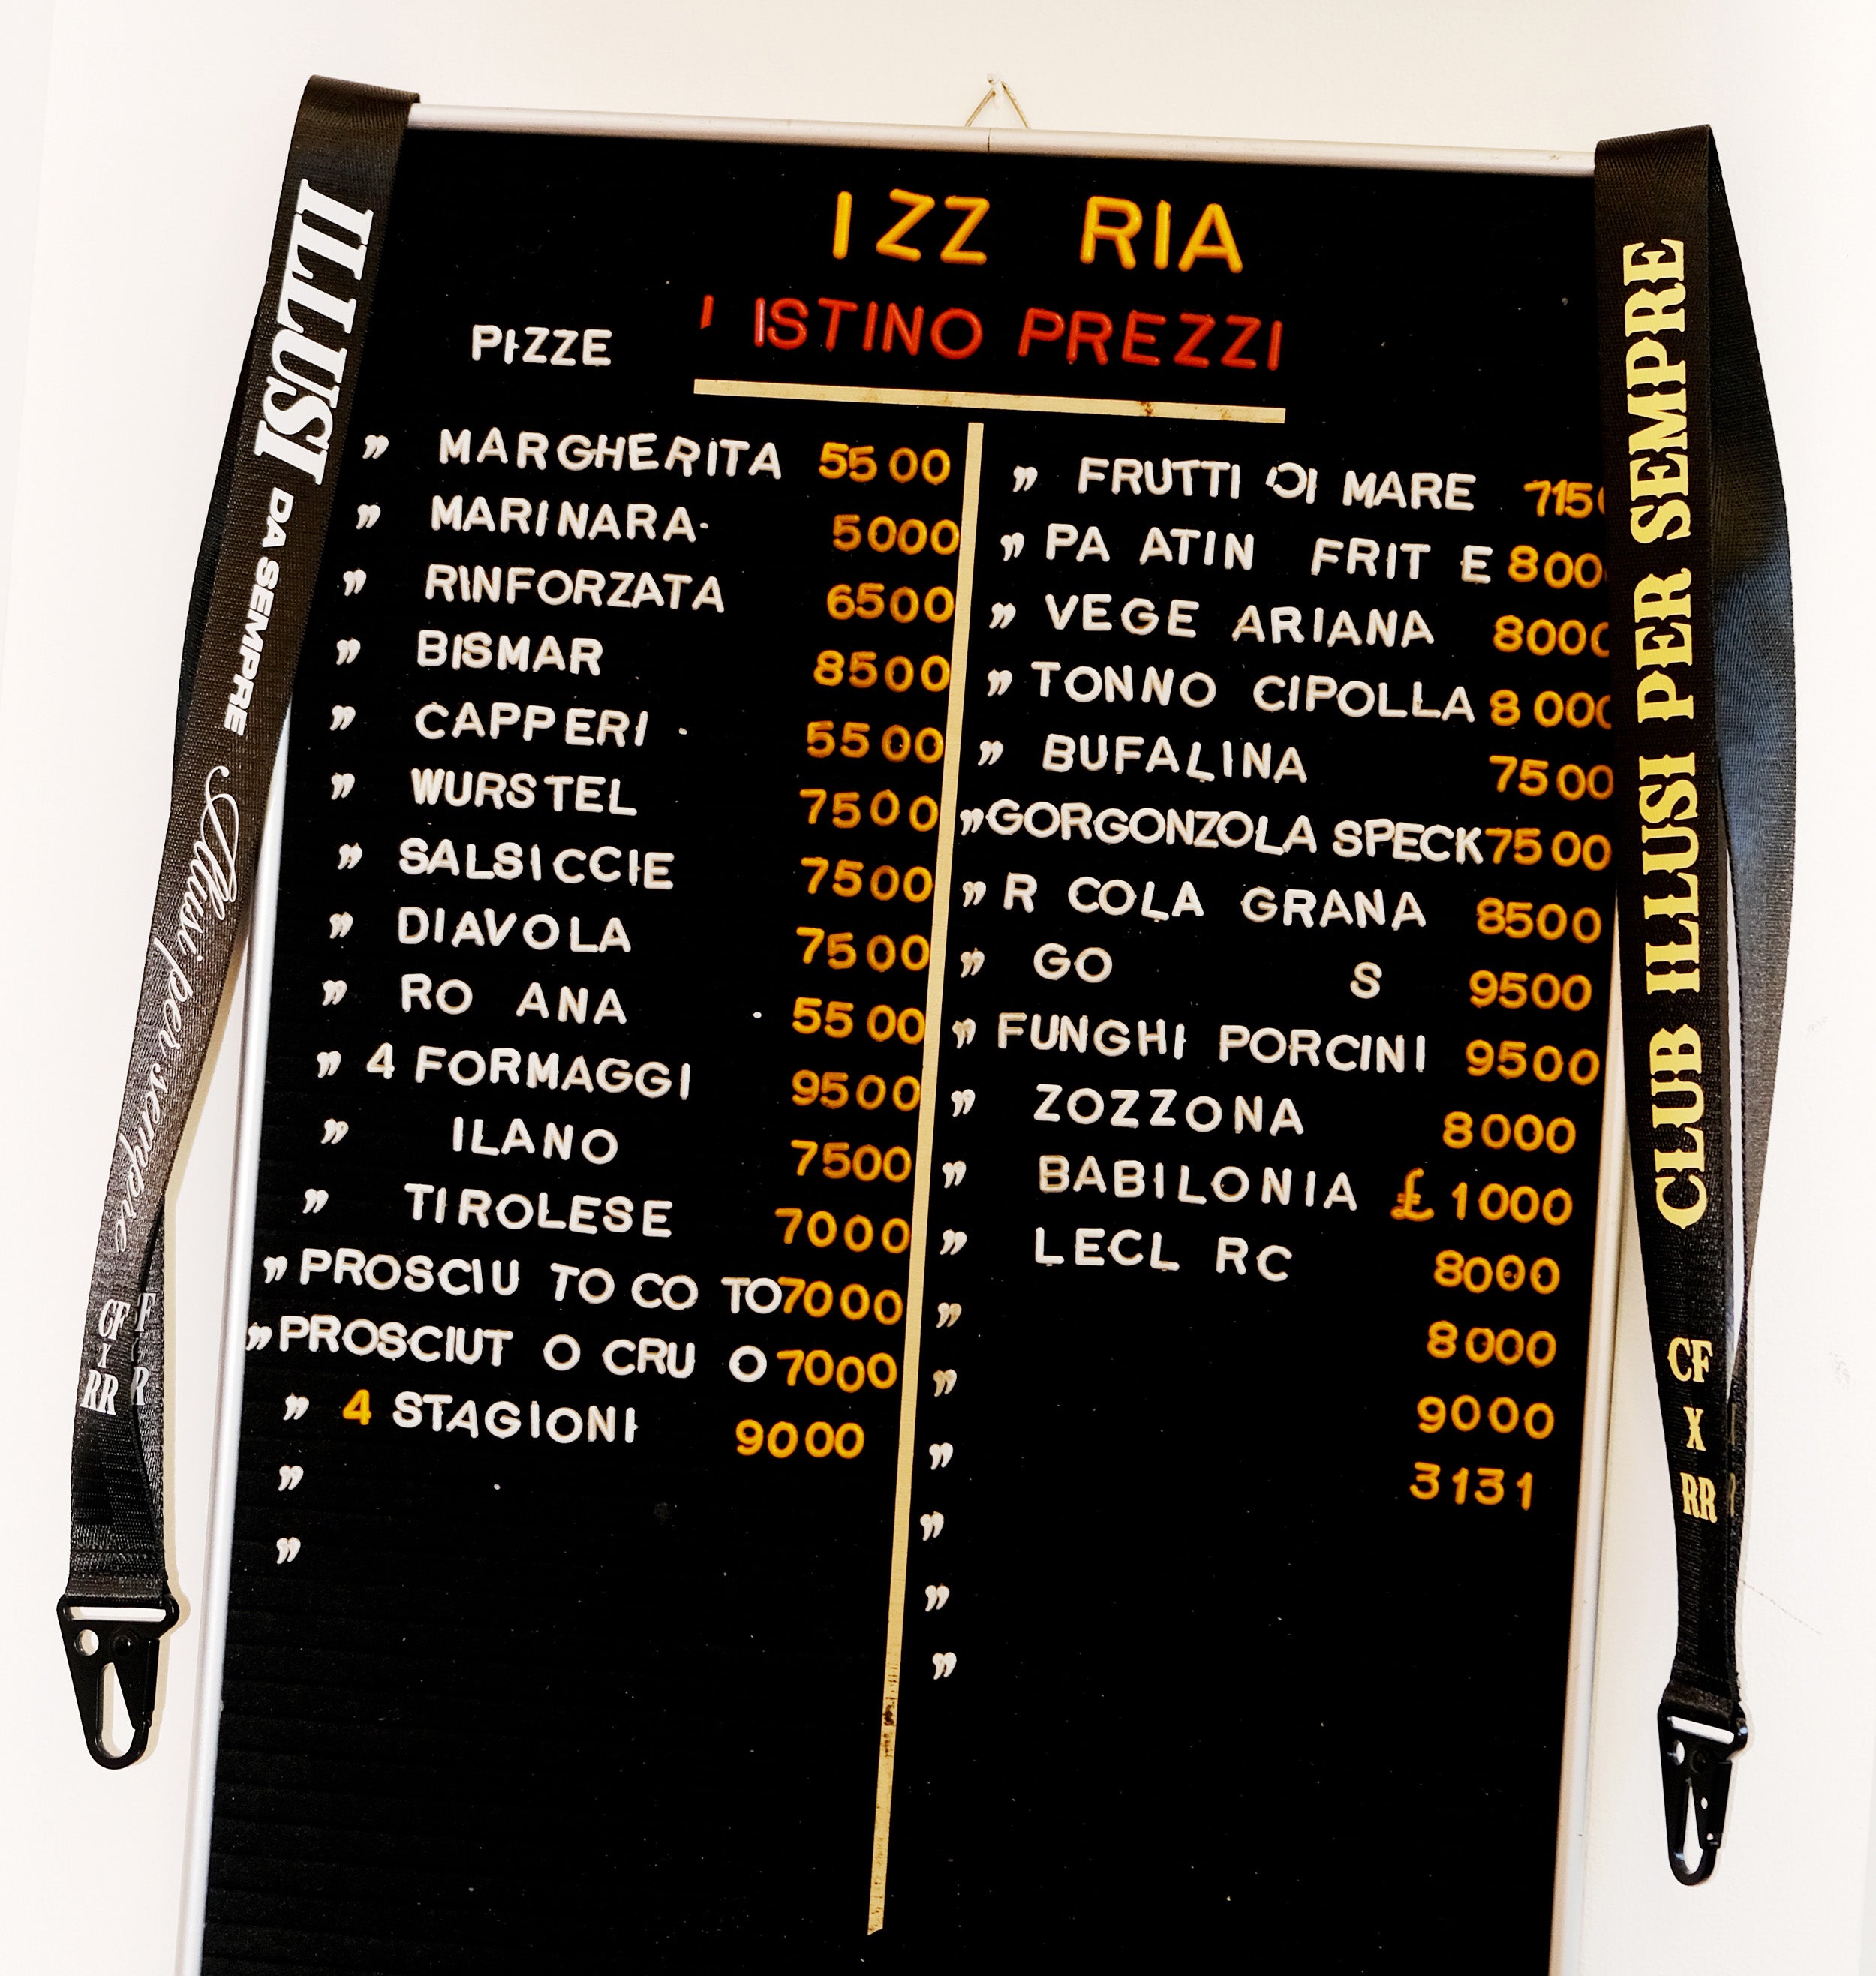 IZZ RIA
ISTINO PREZZI
PIZZE
" MARGHERITA 5500
" MARINARA 5000
" RINFORZATA 6500
" BISMAR 8500
" CAPPERI 5500
" WURSTEL 7500
" SALSICCIE 7500
" DIAVOLA 7500
" RO ANA 5500
" 4 FORMAGGI 9500
" ILANO 7500
" TIROLESE 7000
" PROSCIU TO CO TO 7000
" PROSCIUT O CRU O 7000
" 4 STAGIONI 9000
"
"
" FRUTTI DI MARE 7150
" PA ATIN FRIT E 8000
" VEGE ARIANA 8000
" TONNO CIPOLLA 8000
" BUFALINA 7500
" GORGONZOLA SPECK 7500
" R COLA GRANA 8500
" GO S 9500
" FUNGHI PORCINI 9500
" ZOZZONA 8000
" BABILONIA £1000
" LECL RC 8000
" 8000
" 9000
" 3131
"
"
"
ILLUSI DA SEMPRE Illusi per sempre
CF
X
RR
CLUB ILLUSI PER SEMPRE
CF
X
RR